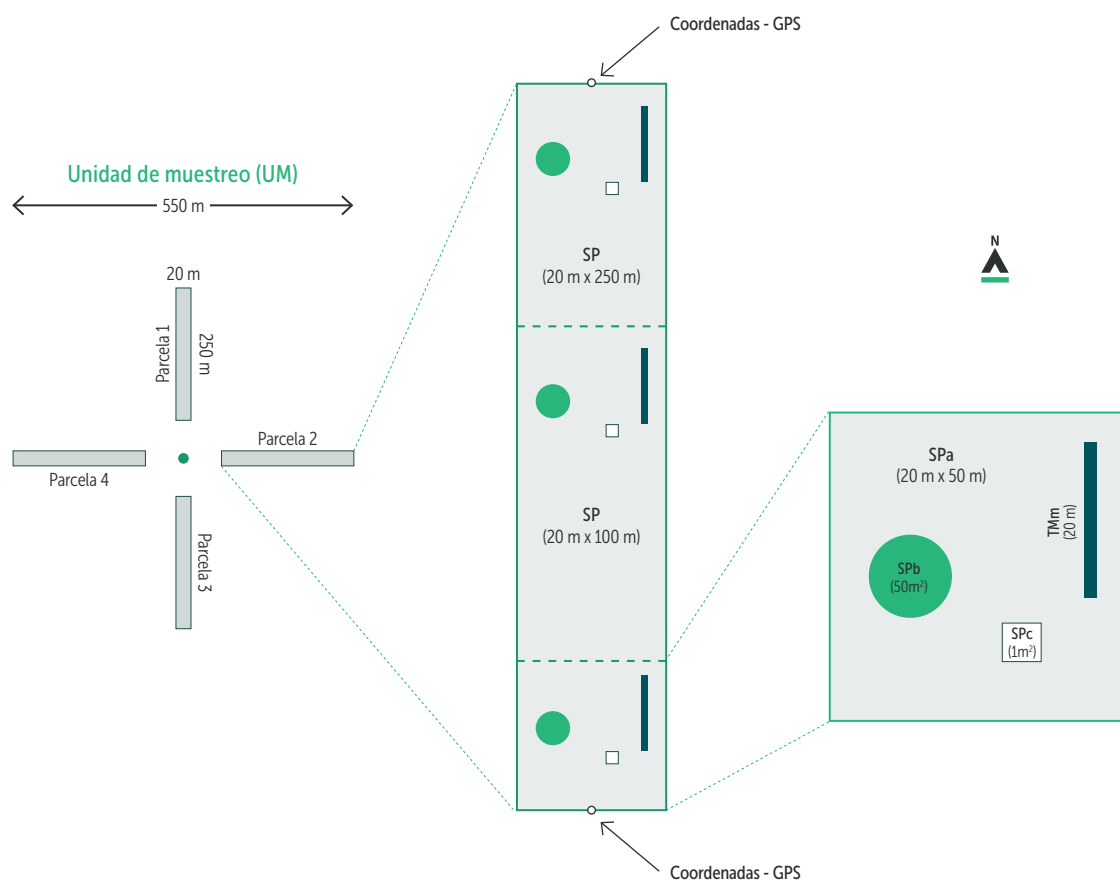 Coordenadas - GPS
Unidad de muestreo (UM)
550 m
20 m
Parcela 1
250 m
Parcela 2
Parcela 4
Parcela 3
SP
(20 m x 250 m)
SP
(20 m x 100 m)
N
SPa
(20 m x 50 m)
TMm
(20 m)
SPb
(50m²)
SPc
(1m²)
Coordenadas - GPS